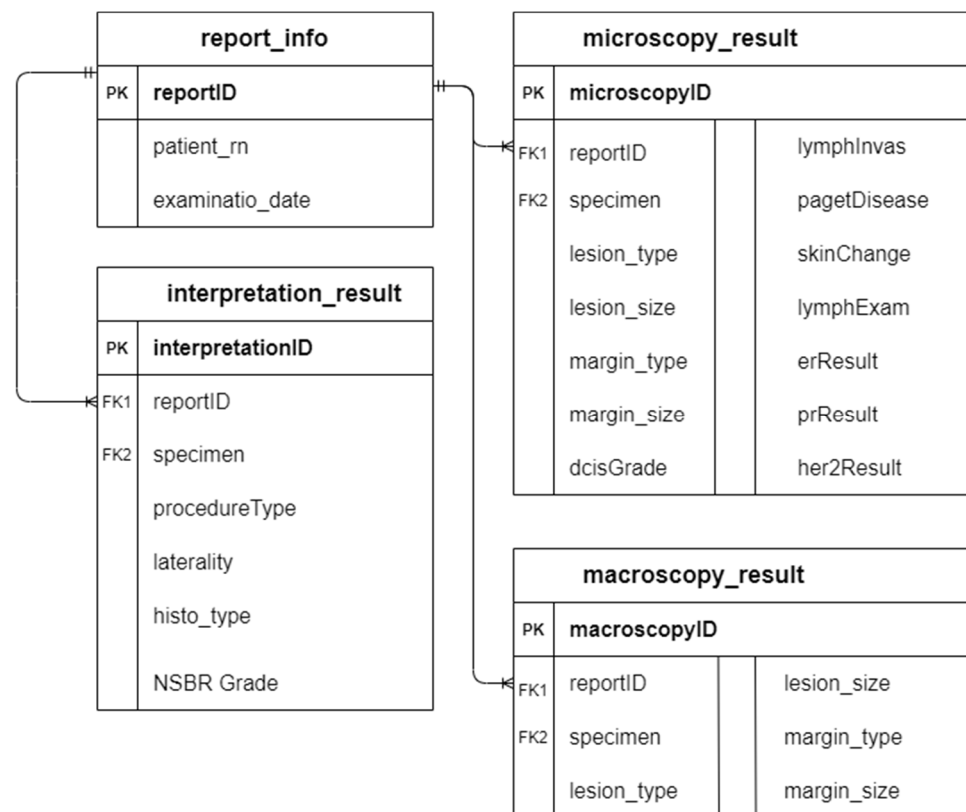 report_info
PK reportID
patient_rn
examinatio_date
interpretation_result
PK interpretationID
FK1 reportID
FK2 specimen
procedureType
laterality
histo_type
NSBR Grade
microscopy_result
PK microscopyID
FK1 reportID lymphInvas
FK2 specimen pagetDisease
lesion_type skinChange
lesion_size lymphExam
margin_type erResult
margin_size prResult
dcisGrade her2Result
macroscopy_result
PK macroscopyID
FK1 reportID lesion_size
FK2 specimen margin_type
lesion_type margin_size